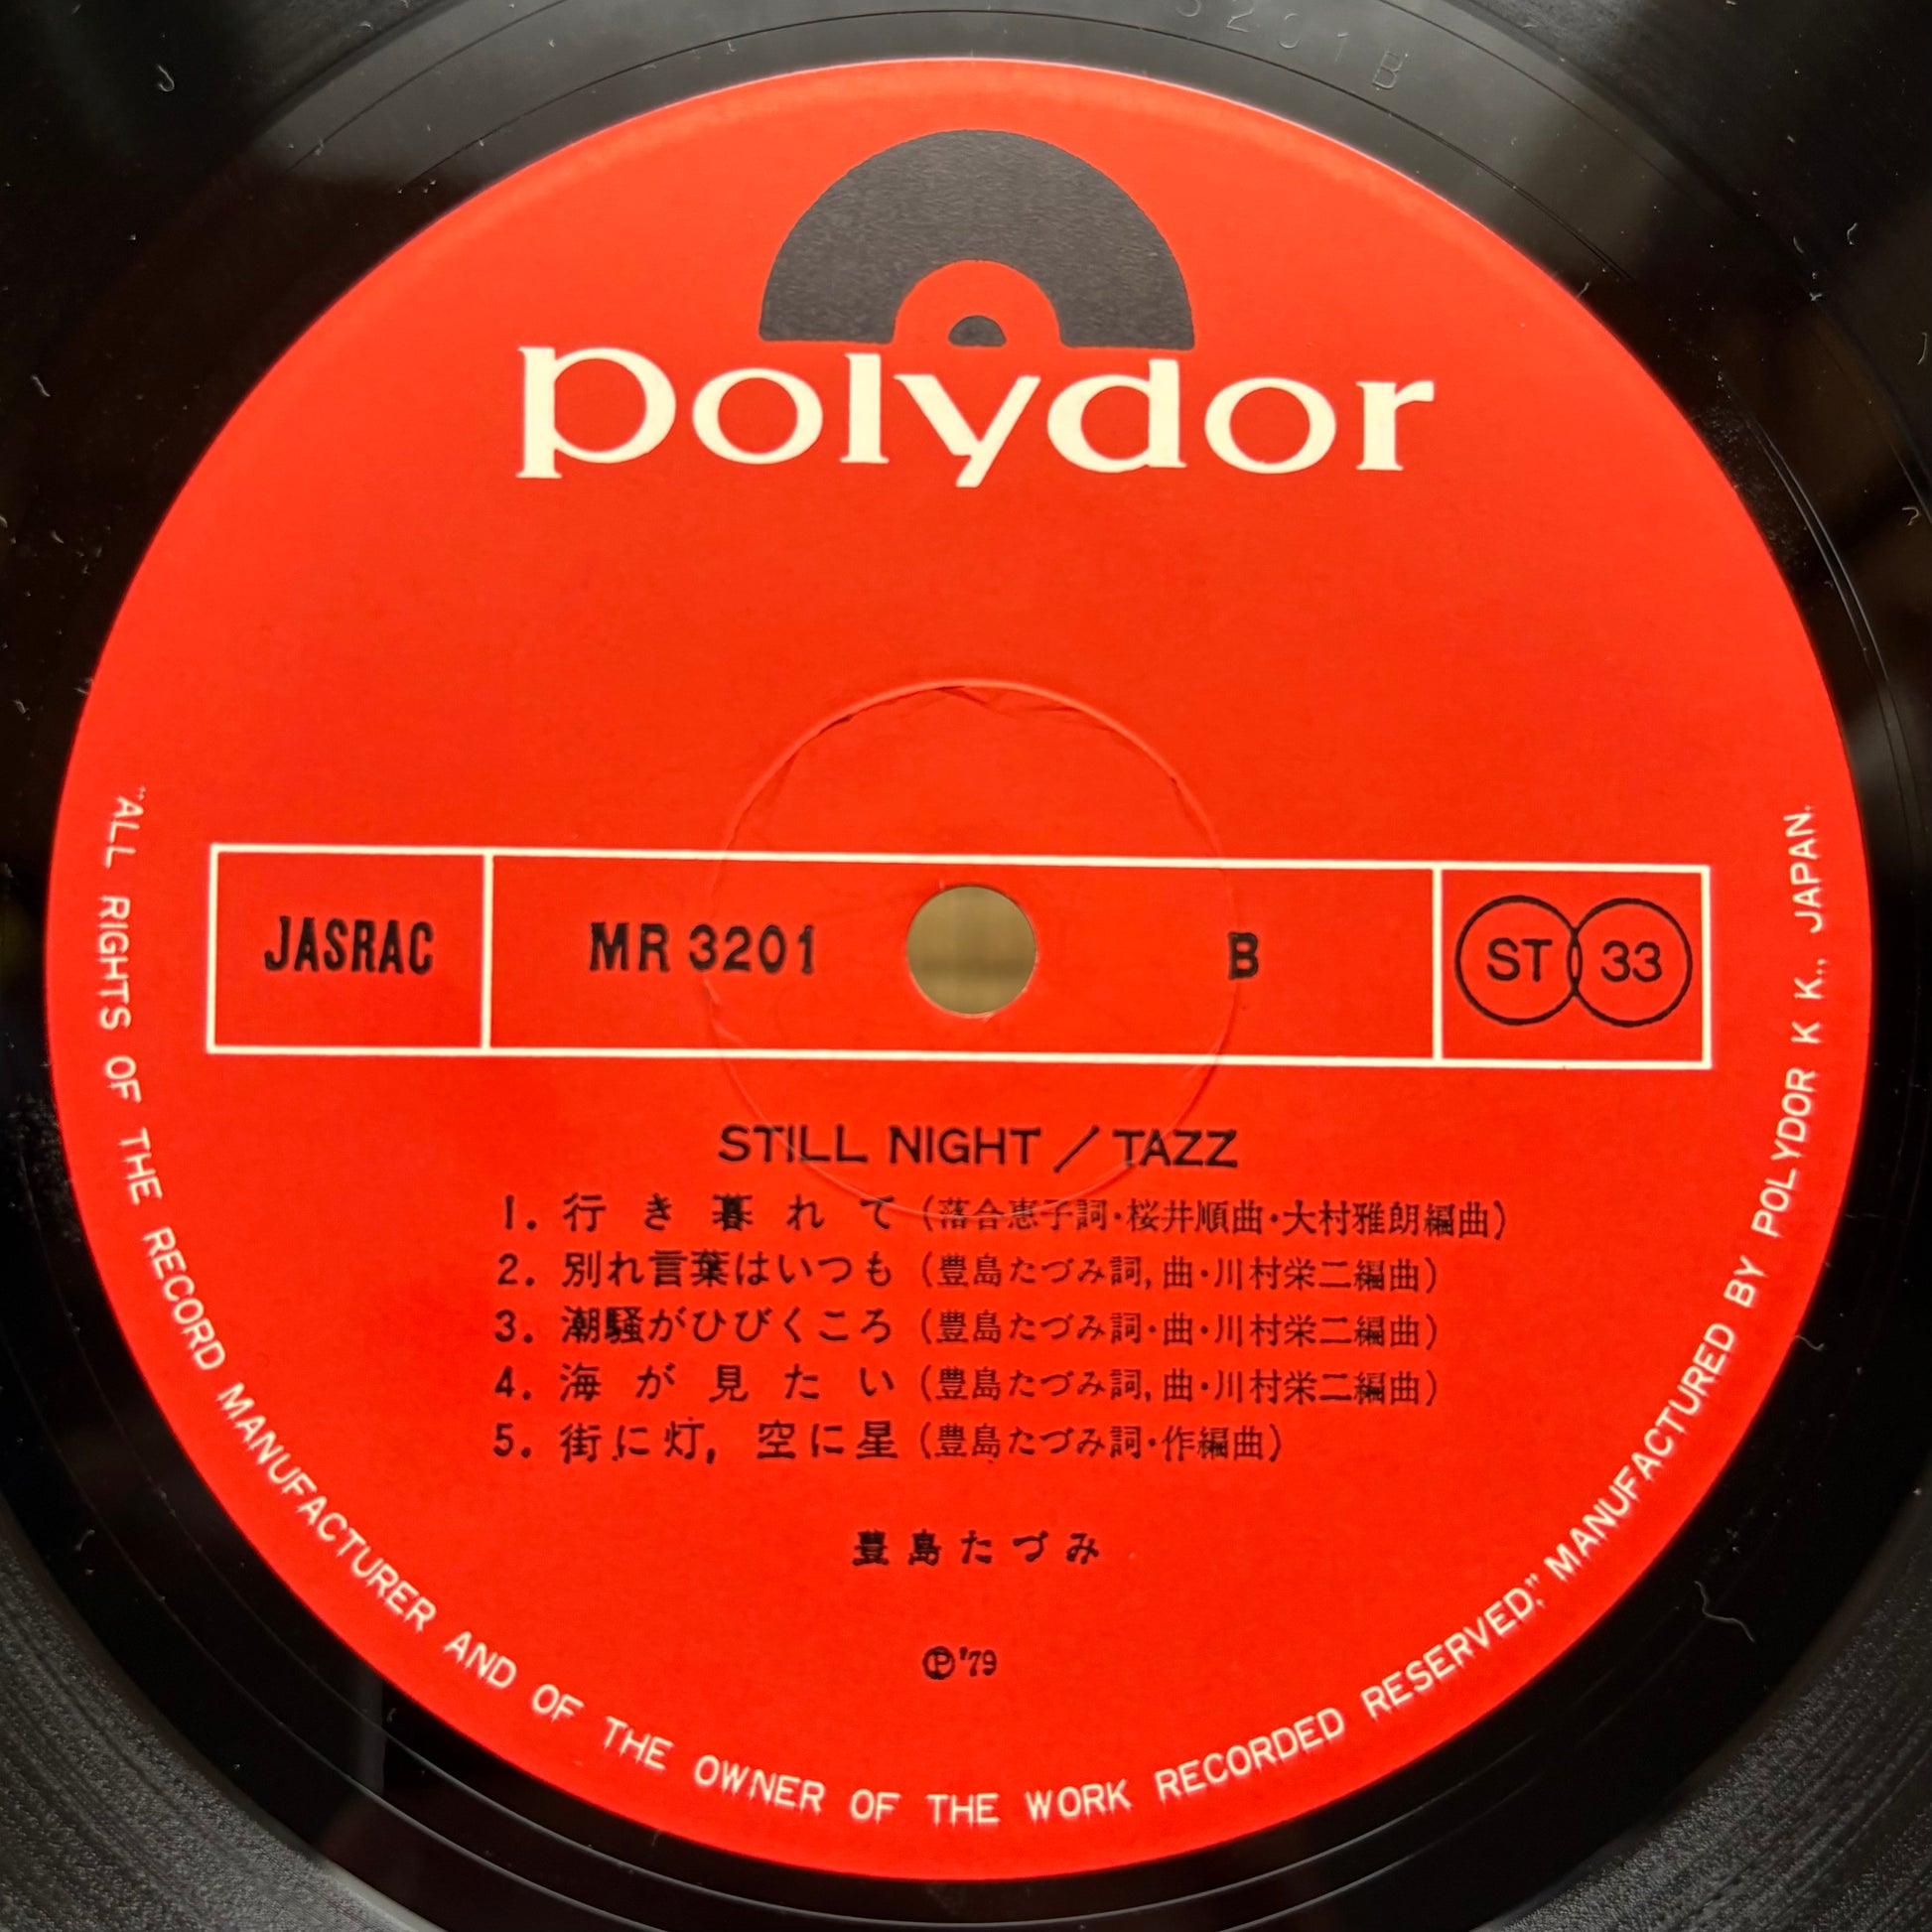 3201B
polydor
JASRAC
MR 3201
B
ST 33
STILL NIGHT / TAZZ
1. 行き暮れて (落合恵子詞・桜井順曲・大村雅朗編曲)
2. 別れ言葉はいつも (豊島たづみ詞, 曲・川村栄二編曲)
3. 潮騒がひびくころ (豊島たづみ詞・曲・川村栄二編曲)
4. 海が見たい (豊島たづみ詞, 曲・川村栄二編曲)
5. 街に灯, 空に星 (豊島たづみ詞・作編曲)
豊島たづみ
Ⓟ'79
"ALL RIGHTS OF THE RECORD MANUFACTURER AND OF THE OWNER OF THE WORK RECORDED RESERVED," MANUFACTURED BY POLYDOR K K., JAPAN.